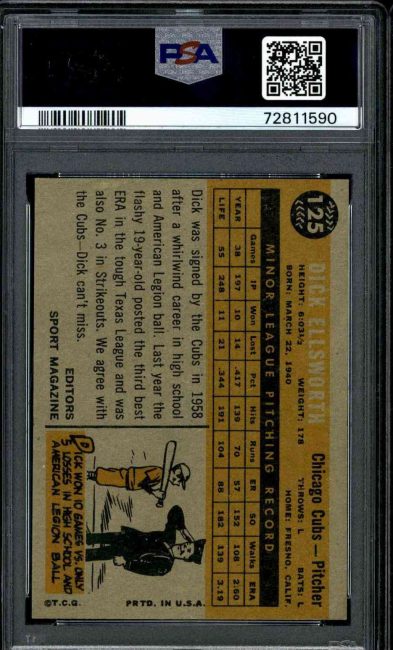 PSA
72811590
125
DICK ELLSWORTH
Chicago Cubs — Pitcher
HEIGHT: 6:03½ WEIGHT: 178 THROWS: L BATS: L
BORN: MARCH 22, 1940 HOME: FRESNO, CALIF.
MINOR LEAGUE PITCHING RECORD
Games IP Won Lost Pct Hits Runs ER SO Walks ERA
YEAR 38 197 10 14 .417 139 70 57 152 108 2.60
LIFE 55 248 11 21 .344 191 104 88 182 139 3.19
Dick was signed by the Cubs in 1958
after a whirlwind career in high school
and American Legion ball. Last year the
flashy 19-year-old posted the third best
ERA in the tough Texas League and was
also No. 3 in Strikeouts. We agree with
the Cubs—Dick can't miss.
EDITORS
SPORT MAGAZINE
DICK WON 10 GAMES VS. ONLY
5 LOSSES IN HIGH SCHOOL AND
AMERICAN LEGION BALL
©T.C.G. PRTD. IN U.S.A.